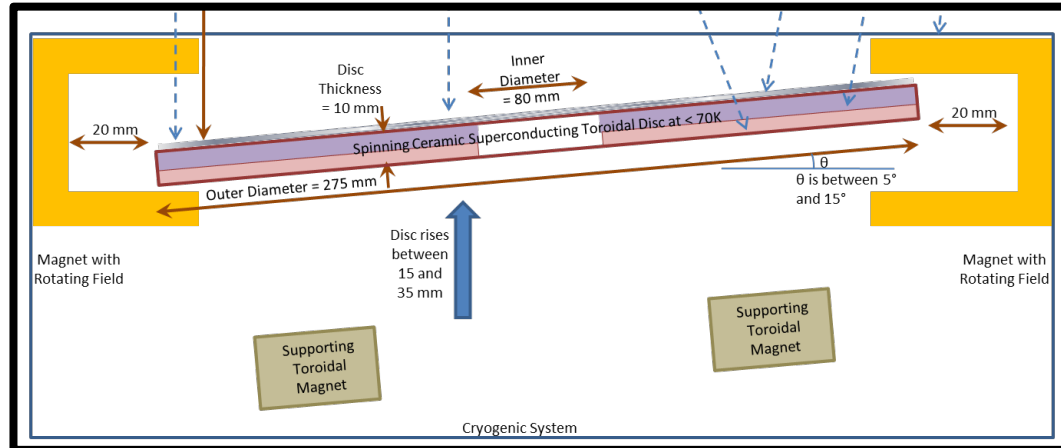 Disc
Thickness
= 10 mm
Inner
Diameter
= 80 mm
20 mm
20 mm
Spinning Ceramic Superconducting Toroidal Disc at < 70K
Outer Diameter = 275 mm
θ
θ is between 5°
and 15°
Disc rises
between
15 and
35 mm
Magnet with
Rotating Field
Magnet with
Rotating Field
Supporting
Toroidal
Magnet
Supporting
Toroidal
Magnet
Cryogenic System